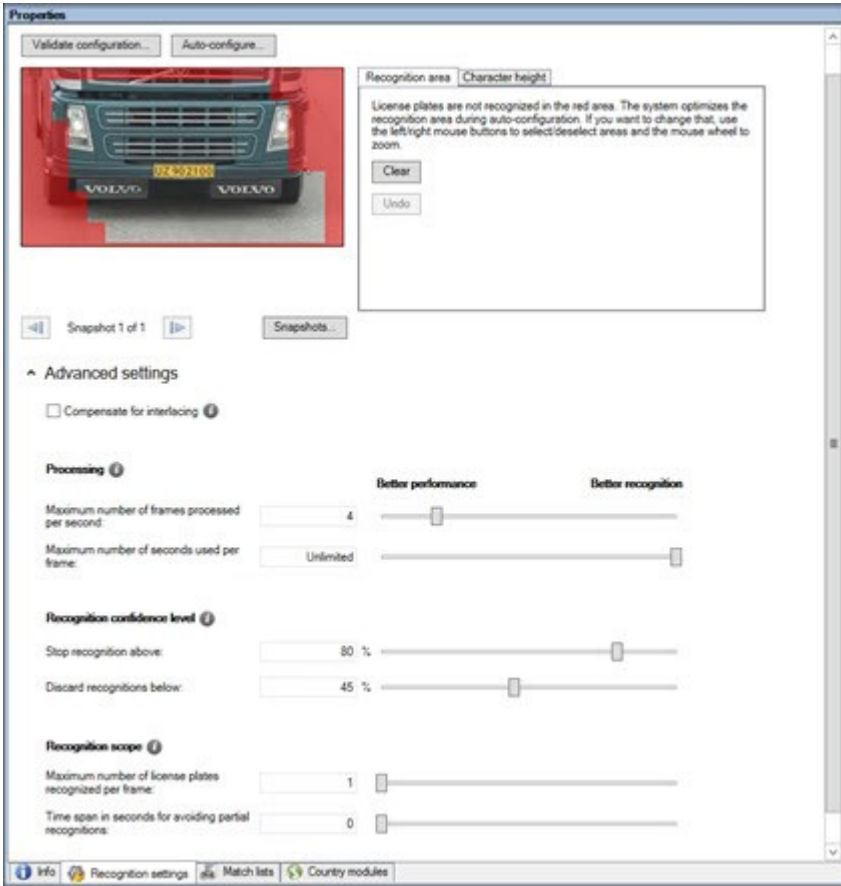 Properties
Validate configuration...
Auto-configure...
Recognition area
Character height
UZ 902100
VOLVO
VOLVO
License plates are not recognized in the red area. The system optimizes the
recognition area during auto-configuration. If you want to change that, use
the left/right mouse buttons to select/deselect areas and the mouse wheel to
zoom.
Clear
Undo
Snapshot 1 of 1
Snapshots...
Advanced settings
Compensate for interlacing
Processing
Better performance
Better recognition
Maximum number of frames processed
per second:
4
Maximum number of seconds used per
frame:
Unlimited
Recognition confidence level
Stop recognition above:
80 %
Discard recognitions below:
45 %
Recognition scope
Maximum number of license plates
recognized per frame:
1
Time span in seconds for avoiding partial
recognitions:
0
Info
Recognition settings
Match lists
Country modules